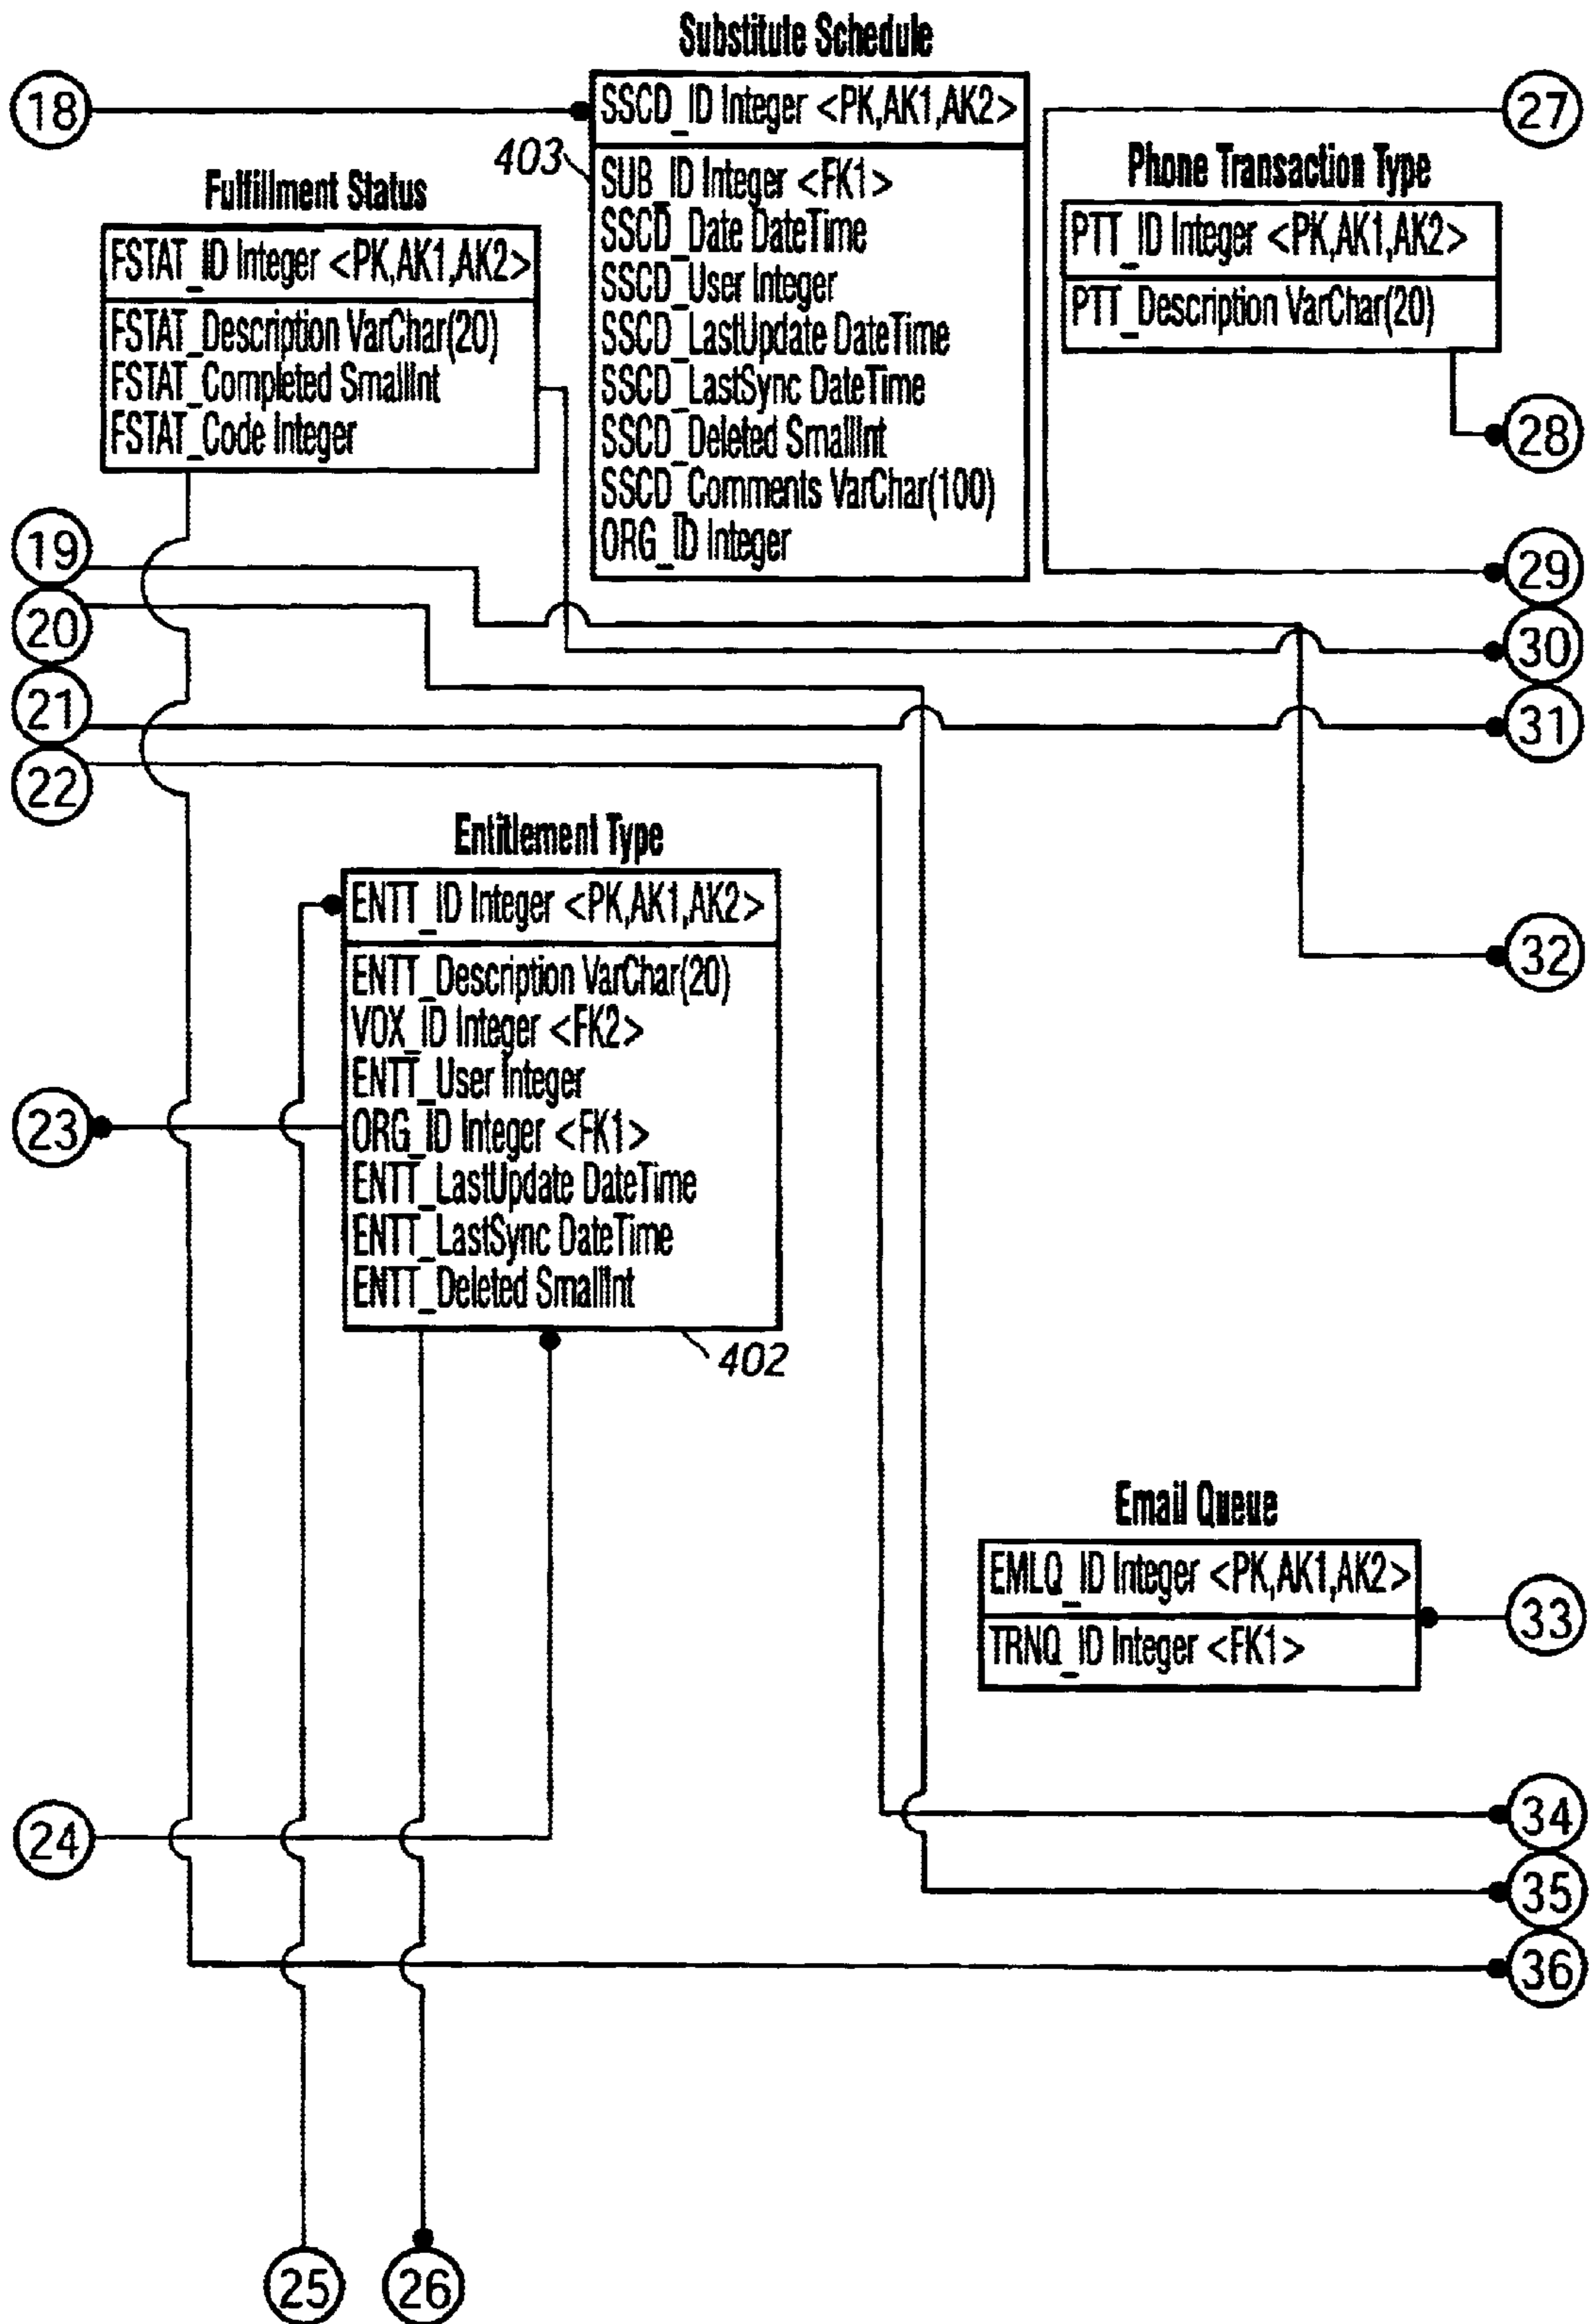 Substitute Schedule
SSCD_ID Integer <PK,AK1,AK2>
SUB_ID Integer <FK1>
SSCD_Date DateTime
SSCD_User Integer
SSCD_LastUpdate DateTime
SSCD_LastSync DateTime
SSCD_Deleted SmallInt
SSCD_Comments VarChar(100)
ORG_ID Integer
403
18
27
Phone Transaction Type
PTT_ID Integer <PK,AK1,AK2>
PTT_Description VarChar(20)
28
Fulfillment Status
FSTAT_ID Integer <PK,AK1,AK2>
FSTAT_Description VarChar(20)
FSTAT_Completed SmallInt
FSTAT_Code Integer
19
20
21
22
29
30
31
32
Entitlement Type
ENTT_ID Integer <PK,AK1,AK2>
ENTT_Description VarChar(20)
VOX_ID Integer <FK2>
ENTT_User Integer
ORG_ID Integer <FK1>
ENTT_LastUpdate DateTime
ENTT_LastSync DateTime
ENTT_Deleted SmallInt
402
23
Email Queue
EMLQ_ID Integer <PK,AK1,AK2>
TRNQ_ID Integer <FK1>
33
24
34
35
36
25
26